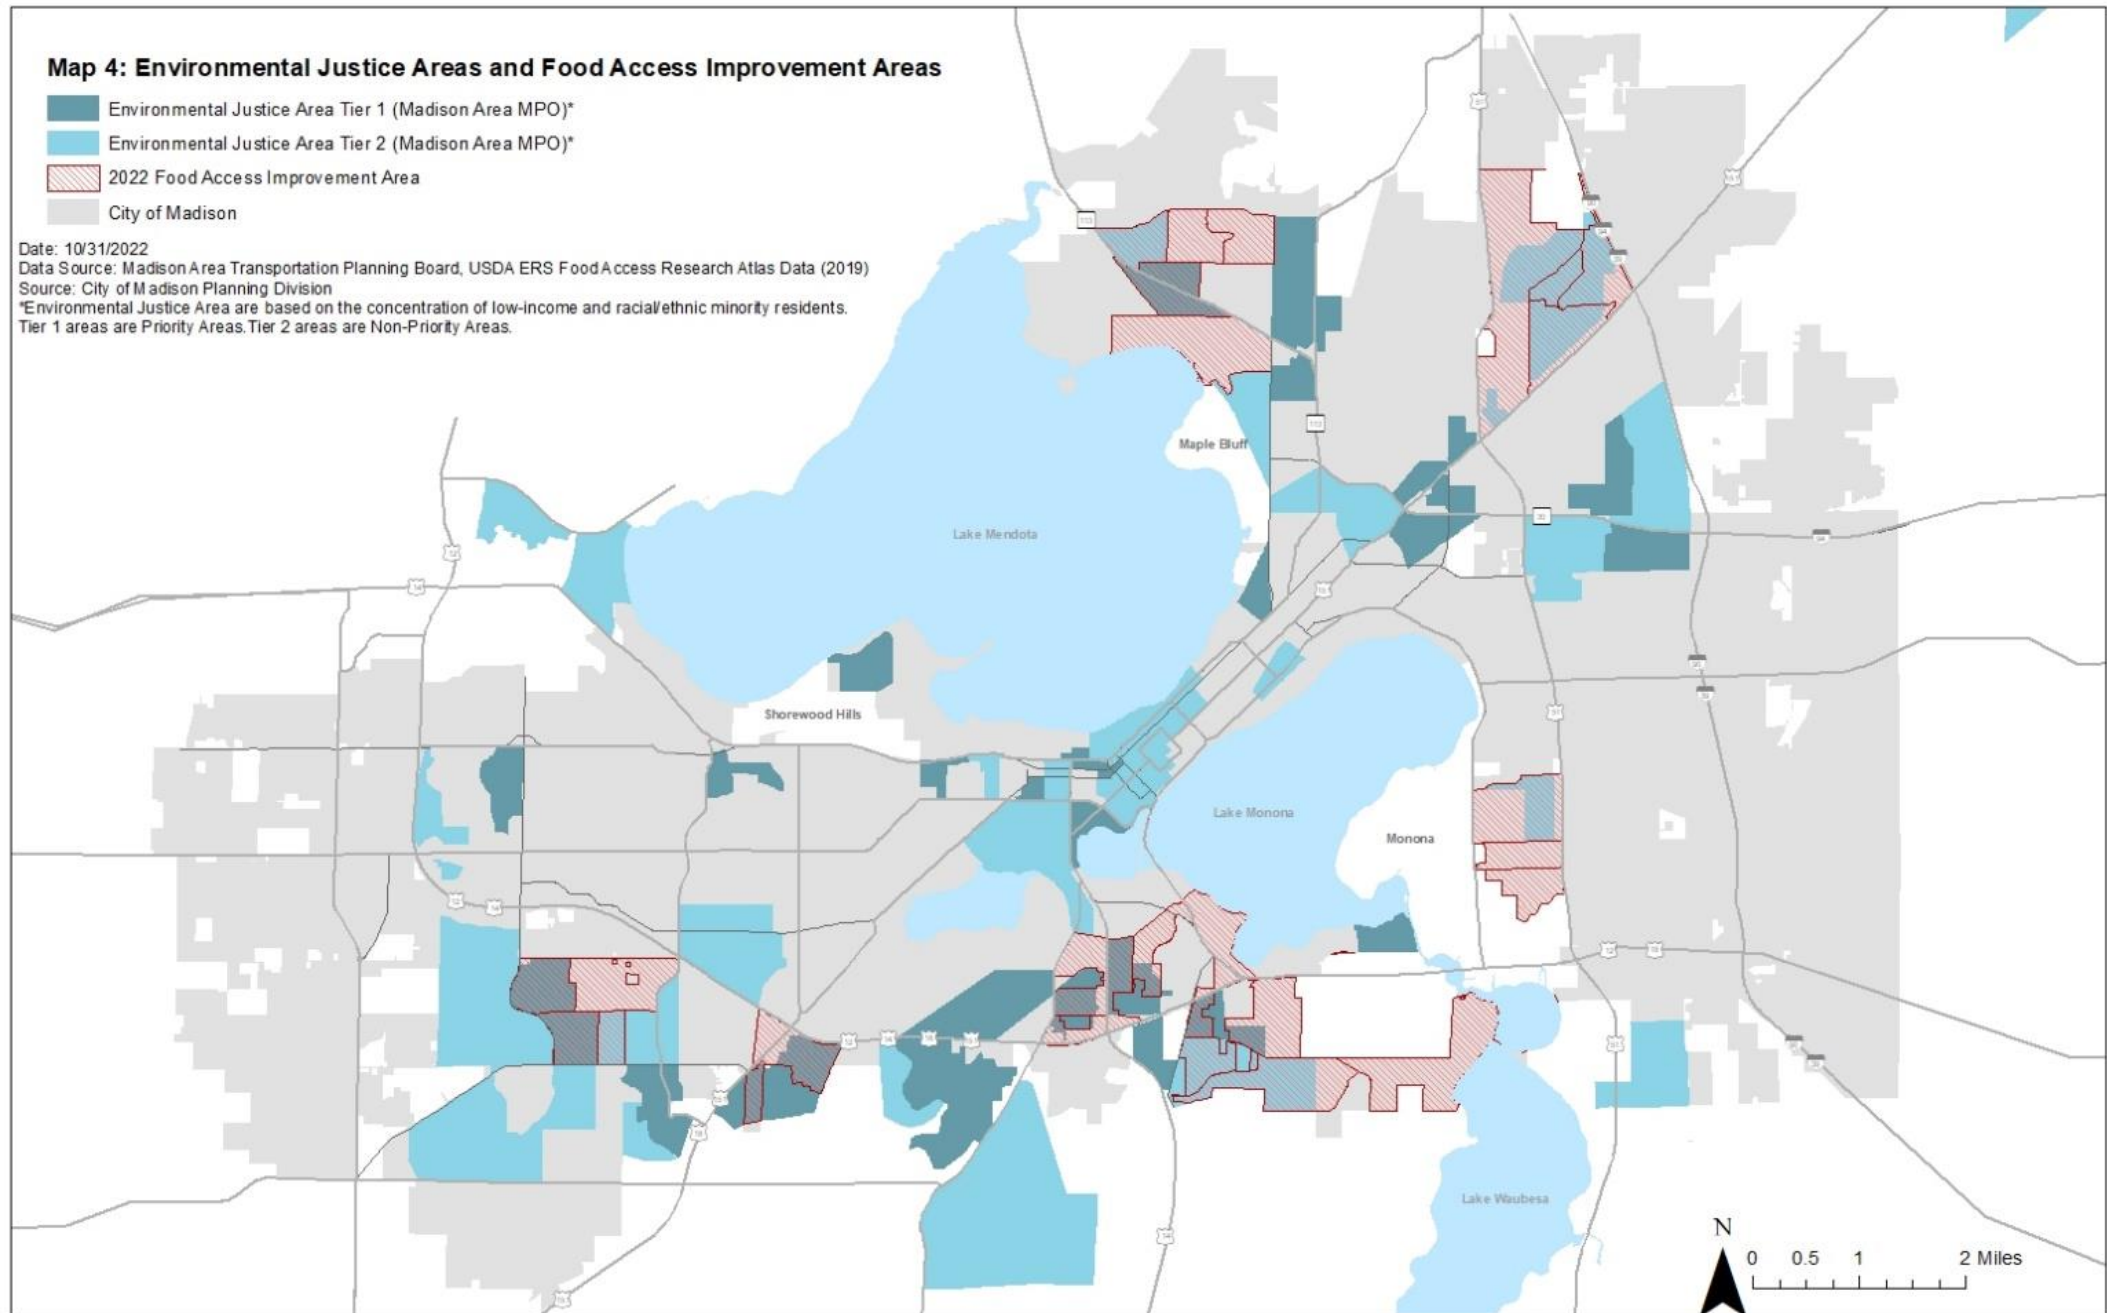 Map 4: Environmental Justice Areas and Food Access Improvement Areas
Environmental Justice Area Tier 1 (Madison Area MPO)*
Environmental Justice Area Tier 2 (Madison Area MPO)*
2022 Food Access Improvement Area
City of Madison
Date: 10/31/2022
Data Source: Madison Area Transportation Planning Board, USDA ERS Food Access Research Atlas Data (2019)
Source: City of Madison Planning Division
*Environmental Justice Area are based on the concentration of low-income and racial/ethnic minority residents.
Tier 1 areas are Priority Areas. Tier 2 areas are Non-Priority Areas.
113
Maple Bluff
113
Lake Mendota
Shorewood Hills
Lake Monona
Monona
Lake Waubesa
N
0 0.5 1 2 Miles